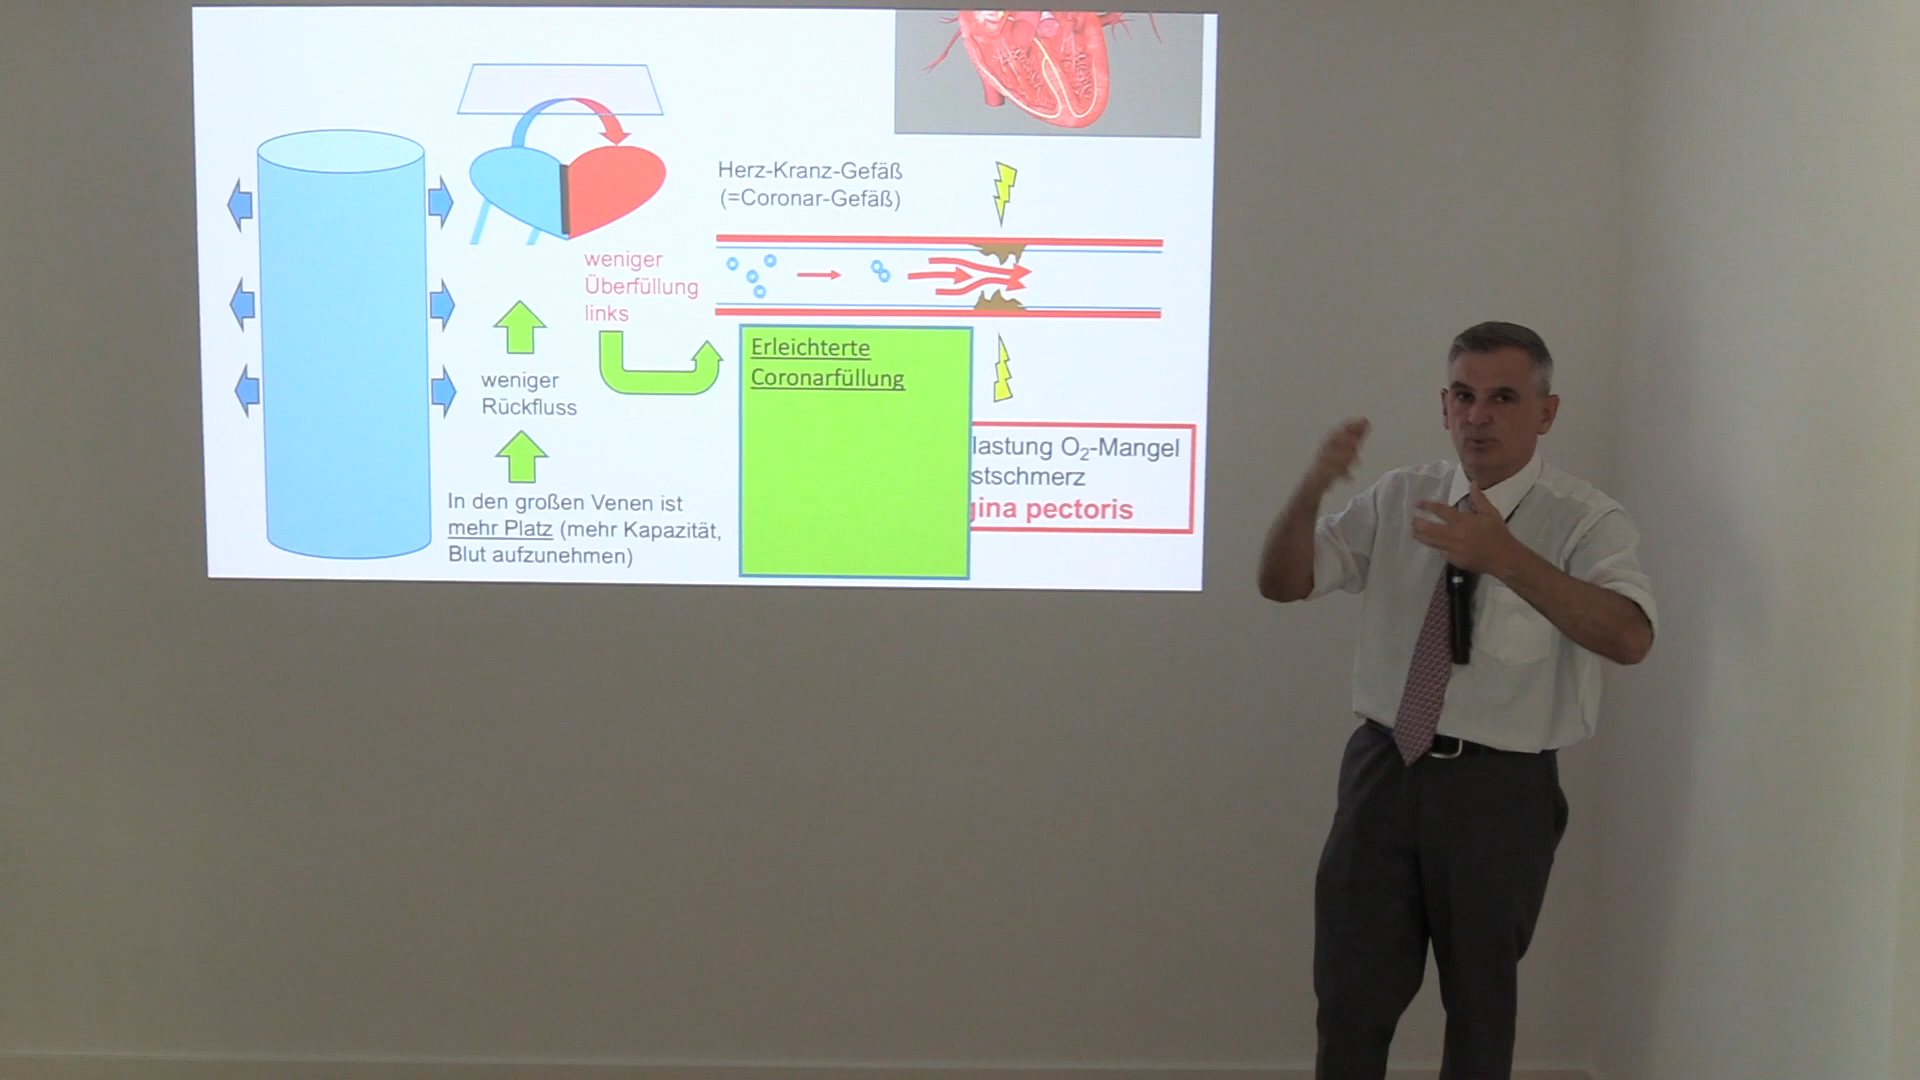 Herz-Kranz-Gefäß
(=Coronar-Gefäß)
weniger
Überfüllung
links
Erleichterte
Coronarfüllung
weniger
Rückfluss
In den großen Venen ist
mehr Platz (mehr Kapazität,
Blut aufzunehmen)
lastung O₂-Mangel
stschmerz
gina pectoris